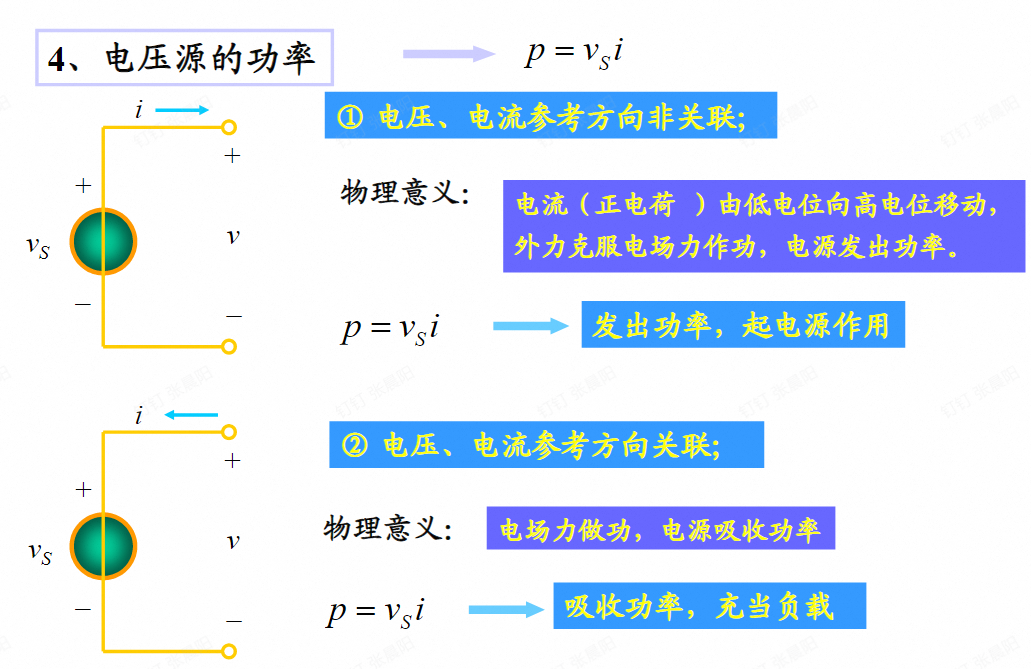 4、电压源的功率
p = v_S i
① 电压、电流参考方向非关联;
i
+
+
物理意义:
电流（正电荷 ）由低电位向高电位移动，
外力克服电场力作功，电源发出功率。
v_S
v
−
−
p = v_S i
发出功率，起电源作用
i
② 电压、电流参考方向关联;
+
+
物理意义:
电场力做功，电源吸收功率
v_S
v
−
−
p = v_S i
吸收功率，充当负载
钉钉 张晨阳